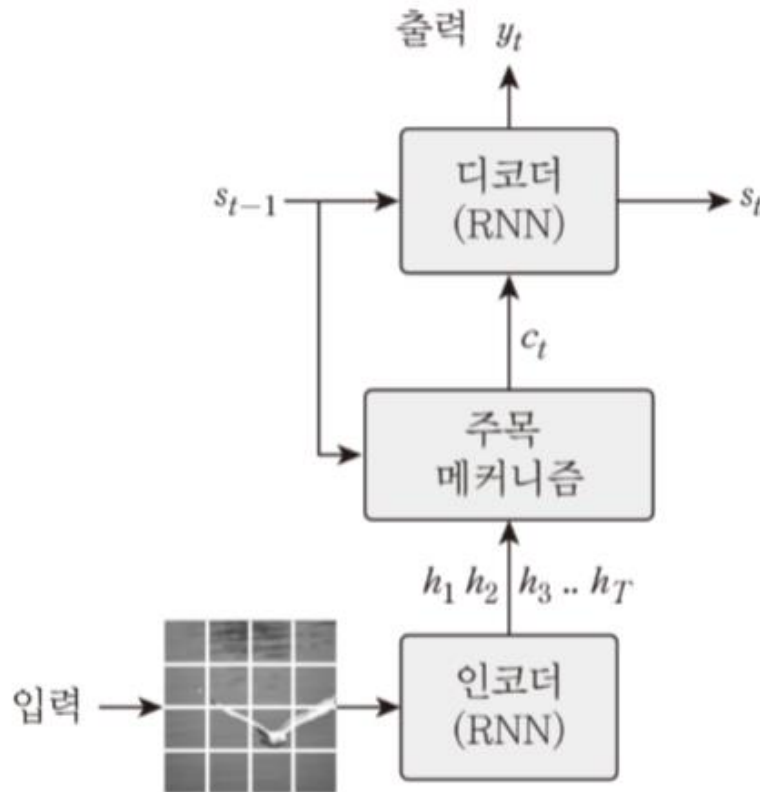 출력 y_t
디코더
(RNN)
s_{t-1}
s_t
c_t
주목
메커니즘
h_1 h_2 h_3 .. h_T
입력
인코더
(RNN)